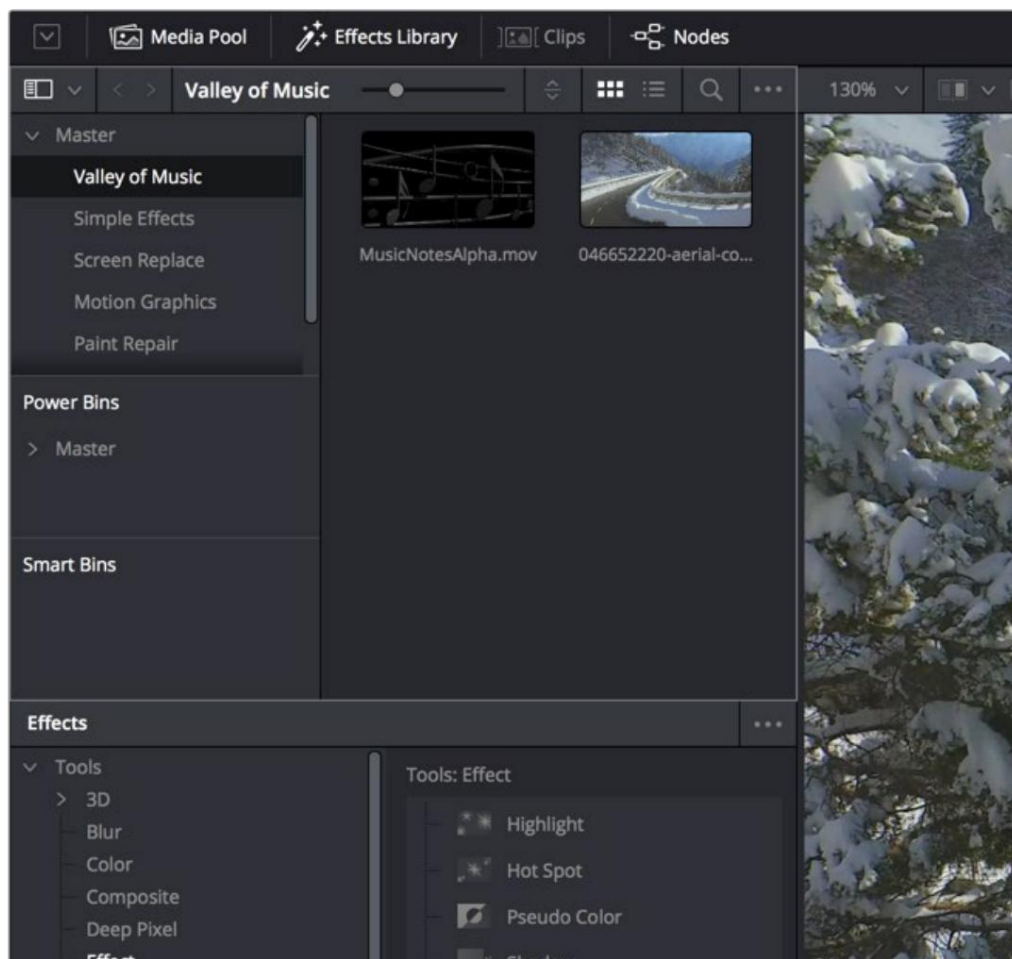 Media Pool Effects Library Clips Nodes
Valley of Music 130%
Master
Valley of Music
Simple Effects
Screen Replace
Motion Graphics
Paint Repair
MusicNotesAlpha.mov 046652220-aerial-co...
Power Bins
Master
Smart Bins
Effects
Tools
3D
Blur
Color
Composite
Deep Pixel
Effect
Tools: Effect
Highlight
Hot Spot
Pseudo Color